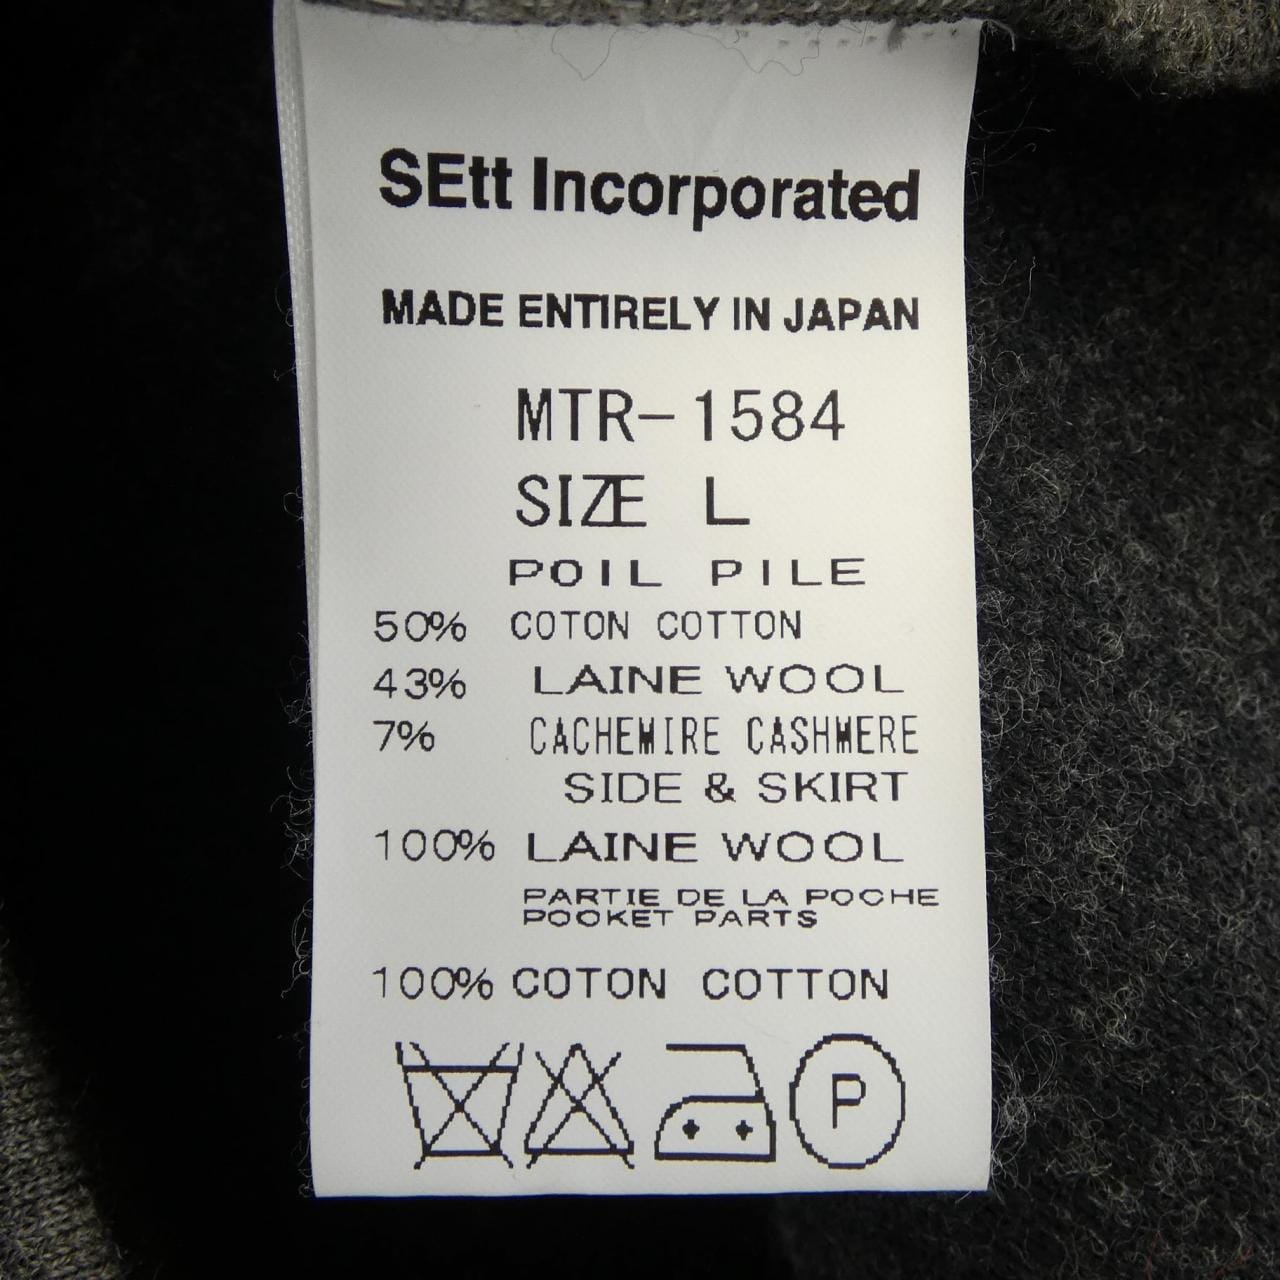 SEtt Incorporated
MADE ENTIRELY IN JAPAN
MTR-1584
SIZE L
POIL PILE
50% COTON COTTON
43% LAINE WOOL
7% CACHEMIRE CASHMERE
SIDE & SKIRT
100% LAINE WOOL
PARTIE DE LA POCHE
POCKET PARTS
100% COTON COTTON
P